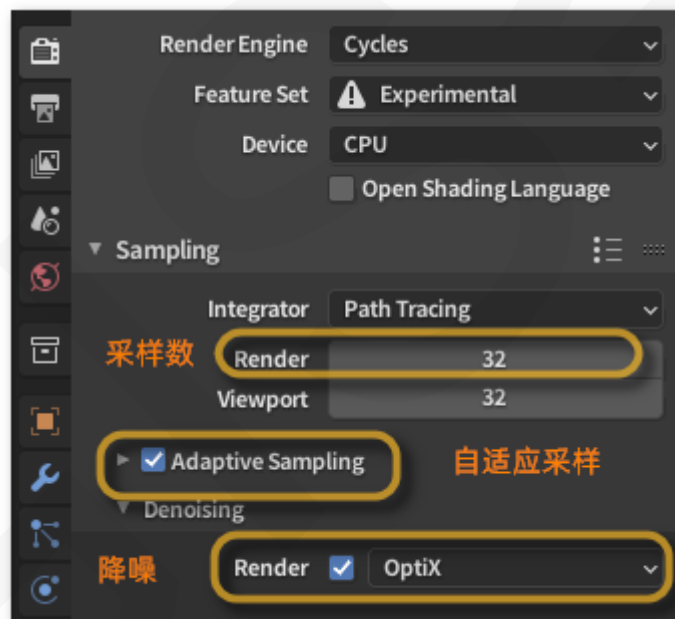 Render Engine Cycles
Feature Set Experimental
Device CPU
Open Shading Language
Sampling
Integrator Path Tracing
采样数 Render 32
Viewport 32
Adaptive Sampling 自适应采样
Denoising
降噪 Render OptiX